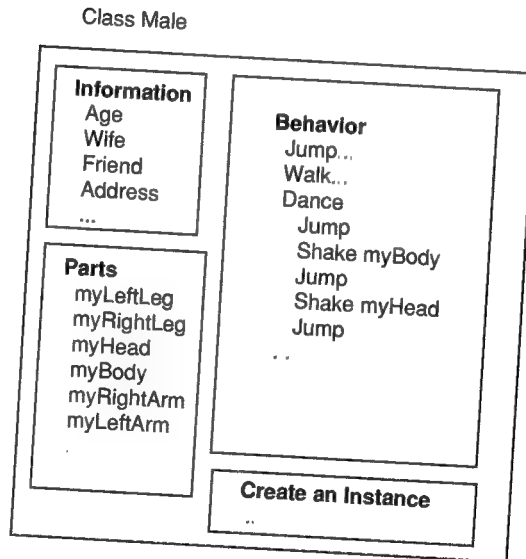 Class Male
Information
Age
Wife
Friend
Address
...
Parts
myLeftLeg
myRightLeg
myHead
myBody
myRightArm
myLeftArm
.
Behavior
Jump...
Walk...
Dance
Jump
Shake myBody
Jump
Shake myHead
Jump
..
Create an Instance
..